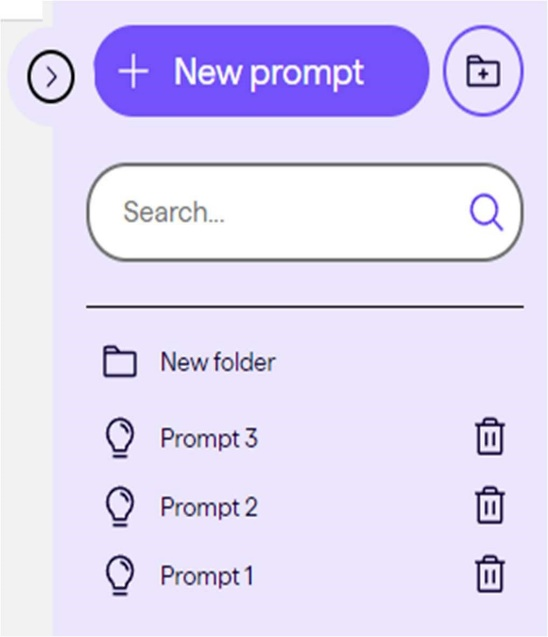 New prompt
Search...
New folder
Prompt 3
Prompt 2
Prompt 1